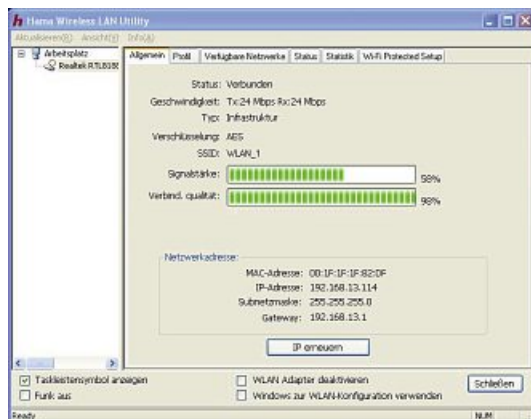 Hama Wireless LAN Utility
Aktualisieren(R) Ansicht(V) Info(A)
Arbeitsplatz
Realtek RTL8188
Allgemein Profil Verfügbare Netzwerke Status Statistik Wi-Fi Protected Setup
Status: Verbunden
Geschwindigkeit: Tx:24 Mbps Rx:24 Mbps
Typ: Infrastruktur
Verschlüsselung: AES
SSID: WLAN_1
Signalstärke: 58%
Verbind. qualität: 98%
Netzwerkadresse:
MAC-Adresse: 00:1F:1F:1F:82:DF
IP-Adresse: 192.168.13.114
Subnetzmaske: 255.255.255.0
Gateway: 192.168.13.1
IP erneuern
Taskleistensymbol anzeigen
WLAN Adapter deaktivieren
Funk aus
Windows zur WLAN-Konfiguration verwenden
Schließen
Ready
NUM